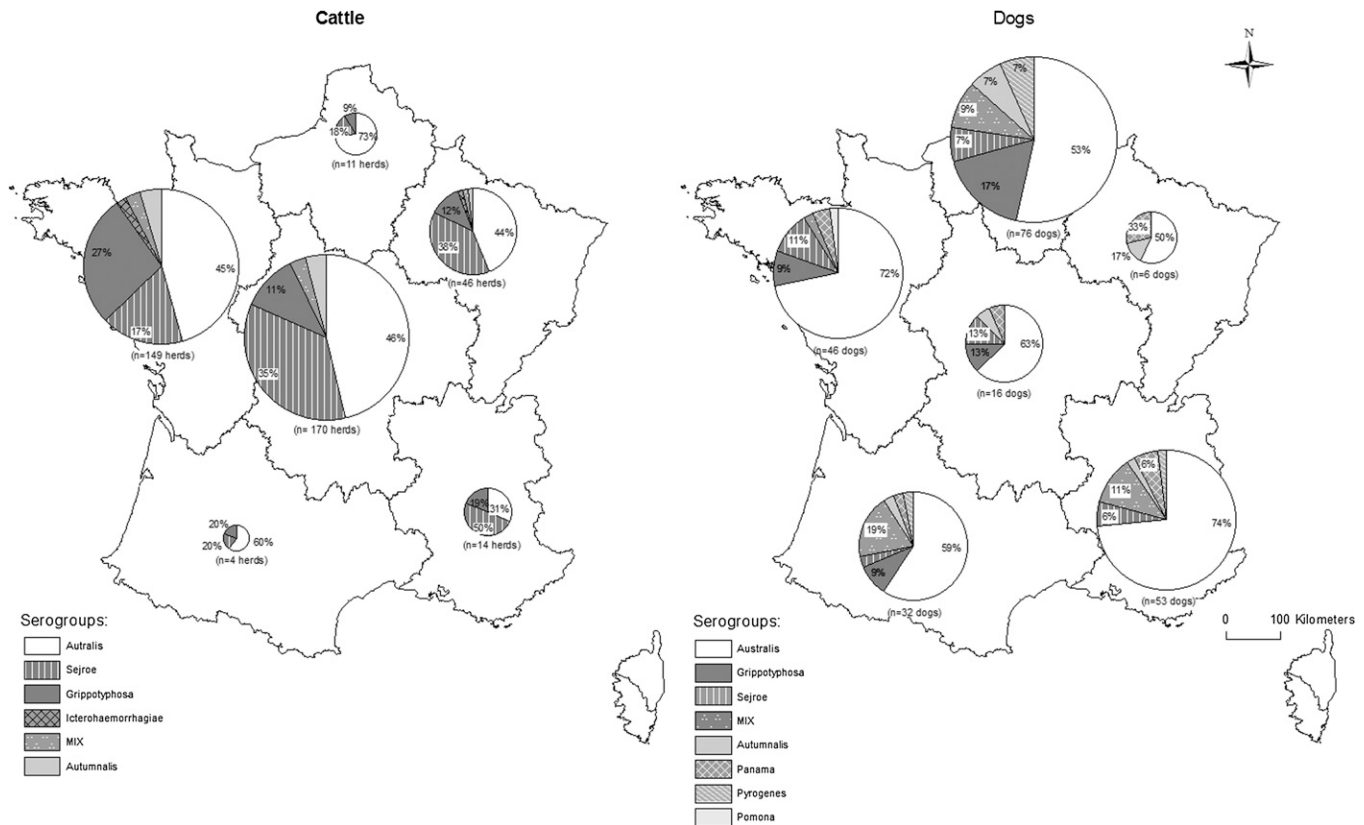 Cattle
9%
18%
73%
(n=11 herds)
12%
44%
38%
(n=46 herds)
27%
45%
17%
(n=149 herds)
11%
46%
35%
(n= 170 herds)
19%
31%
50%
(n=14 herds)
20%
20%
60%
(n=4 herds)
Serogroups:
Autralis
Sejroe
Grippotyphosa
Icterohaemorrhagiae
MIX
Autumnalis
Dogs
N
7%
7%
9%
7%
53%
17%
(n=76 dogs)
33%
50%
17%
(n=6 dogs)
11%
9%
72%
(n=46 dogs)
13%
63%
13%
(n=16 dogs)
6%
11%
6%
74%
(n=53 dogs)
19%
59%
9%
(n=32 dogs)
0 100 Kilometers
Serogroups:
Australis
Grippotyphosa
Sejroe
MIX
Autumnalis
Panama
Pyrogenes
Pomona